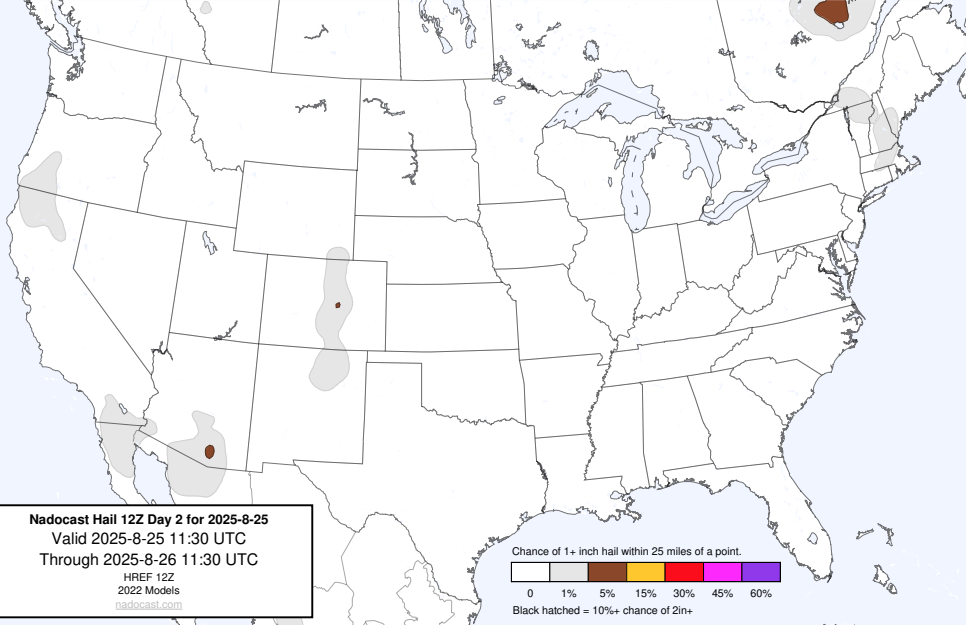 Nadocast Hail 12Z Day 2 for 2025-8-25
Valid 2025-8-25 11:30 UTC
Through 2025-8-26 11:30 UTC
HREF 12Z
2022 Models
nadocast.com
Chance of 1+ inch hail within 25 miles of a point.
0 1% 5% 15% 30% 45% 60%
Black hatched = 10%+ chance of 2in+